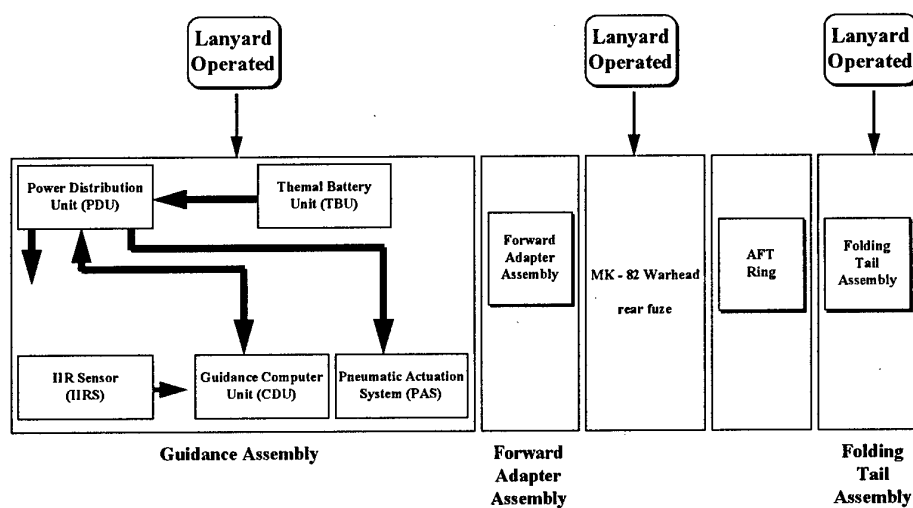 Lanyard
Operated
Lanyard
Operated
Lanyard
Operated
Power Distribution
Unit (PDU)
Themal Battery
Unit (TBU)
IIR Sensor
(IIRS)
Guidance Computer
Unit (CDU)
Pneumatic Actuation
System (PAS)
Forward
Adapter
Assembly
MK - 82 Warhead
rear fuze
AFT
Ring
Folding
Tail
Assembly
Guidance Assembly
Forward
Adapter
Assembly
Folding
Tail
Assembly